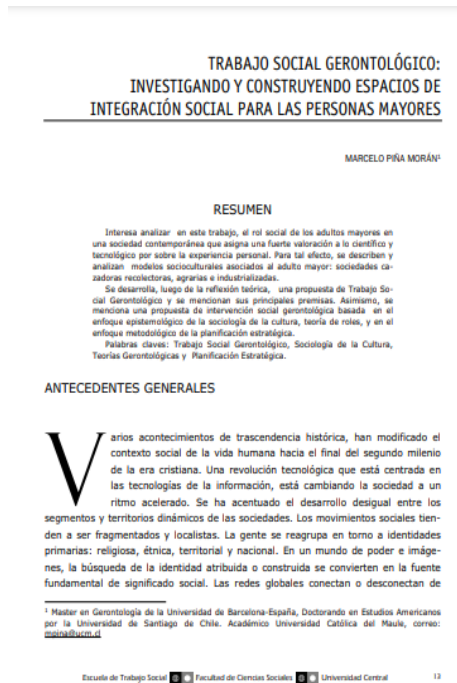 TRABAJO SOCIAL GERONTOLÓGICO:
INVESTIGANDO Y CONSTRUYENDO ESPACIOS DE
INTEGRACIÓN SOCIAL PARA LAS PERSONAS MAYORES
MARCELO PIÑA MORÁN¹
RESUMEN
Interesa analizar en este trabajo, el rol social de los adultos mayores en
una sociedad contemporánea que asigna una fuerte valoración a lo científico y
tecnológico por sobre la experiencia personal. Para tal efecto, se describen y
analizan modelos socioculturales asociados al adulto mayor: sociedades ca-
zadoras recolectoras, agrarias e industrializadas.
Se desarrolla, luego de la reflexión teórica, una propuesta de Trabajo So-
cial Gerontológico y se mencionan sus principales premisas. Asimismo, se
menciona una propuesta de intervención social gerontológica basada en el
enfoque epistemológico de la sociología de la cultura, teoría de roles, y en el
enfoque metodológico de la planificación estratégica.
Palabras claves: Trabajo Social Gerontológico, Sociología de la Cultura,
Teorías Gerontológicas y Planificación Estratégica.
ANTECEDENTES GENERALES
Varios acontecimientos de trascendencia histórica, han modificado el
contexto social de la vida humana hacia el final del segundo milenio
de la era cristiana. Una revolución tecnológica que está centrada en
las tecnologías de la información, está cambiando la sociedad a un
ritmo acelerado. Se ha acentuado el desarrollo desigual entre los
segmentos y territorios dinámicos de las sociedades. Los movimientos sociales tien-
den a ser fragmentados y localistas. La gente se reagrupa en torno a identidades
primarias: religiosa, étnica, territorial y nacional. En un mundo de poder e imáge-
nes, la búsqueda de la identidad atribuida o construida se convierten en la fuente
fundamental de significado social. Las redes globales conectan o desconectan de
¹ Master en Gerontología de la Universidad de Barcelona-España, Doctorando en Estudios Americanos
por la Universidad de Santiago de Chile. Académico Universidad Católica del Maule, correo:
mpina@ucm.cl
Escuela de Trabajo Social Facultad de Ciencias Sociales Universidad Central 13